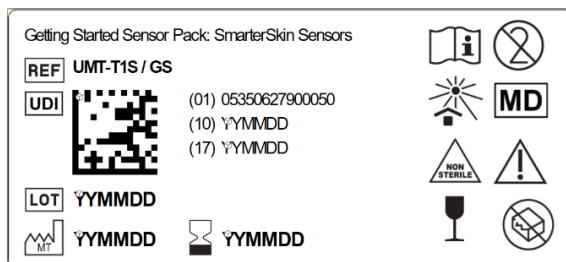 Getting Started Sensor Pack: SmarterSkin Sensors
REF UMT-T1S / GS
UDI
(01) 05350627900050
(10) YYMMDD
(17) YYMMDD
LOT YYMMDD
MT YYMMDD YYMMDD
i
2
MD
NON
STERILE
!